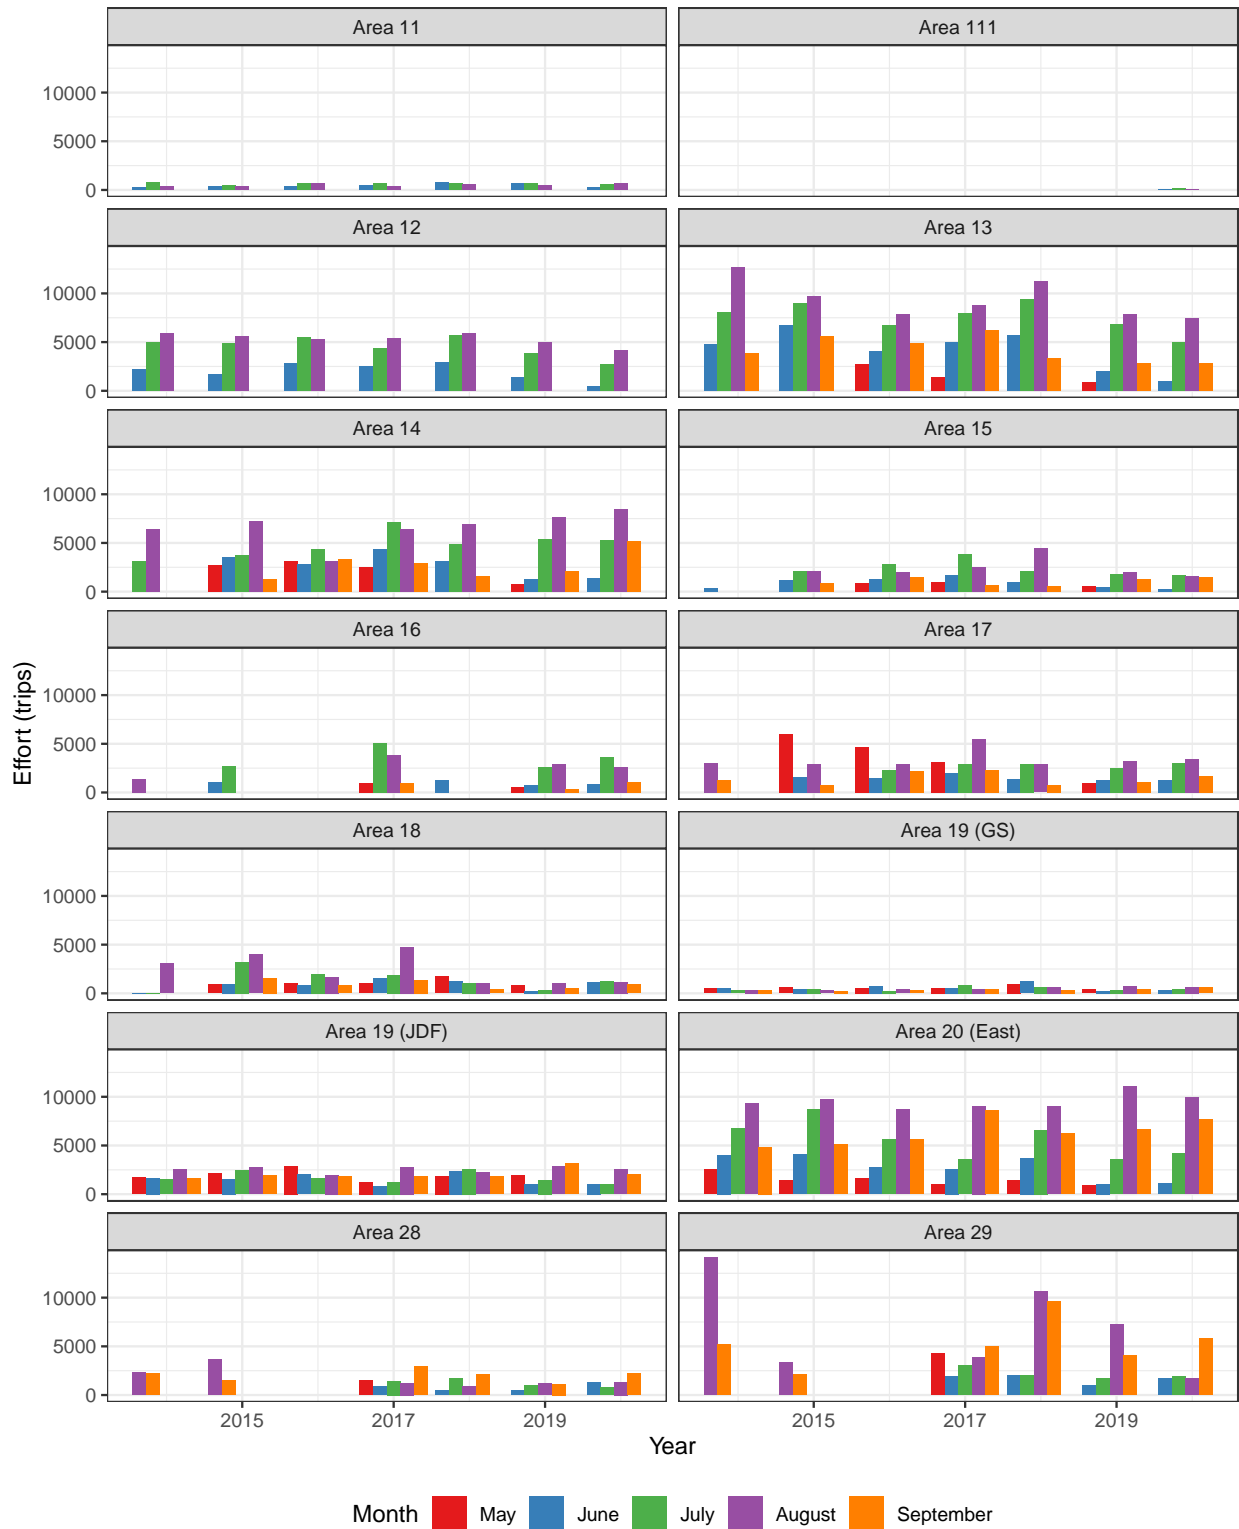 Area 11
Area 111
10000
5000
0
Area 12
Area 13
10000
5000
0
Area 14
Area 15
10000
5000
0
Area 16
Area 17
10000
5000
0
Area 18
Area 19 (GS)
10000
5000
0
Area 19 (JDF)
Area 20 (East)
10000
5000
0
Area 28
Area 29
10000
5000
0
Effort (trips)
2015 2017 2019
2015 2017 2019
Year
Month May June July August September